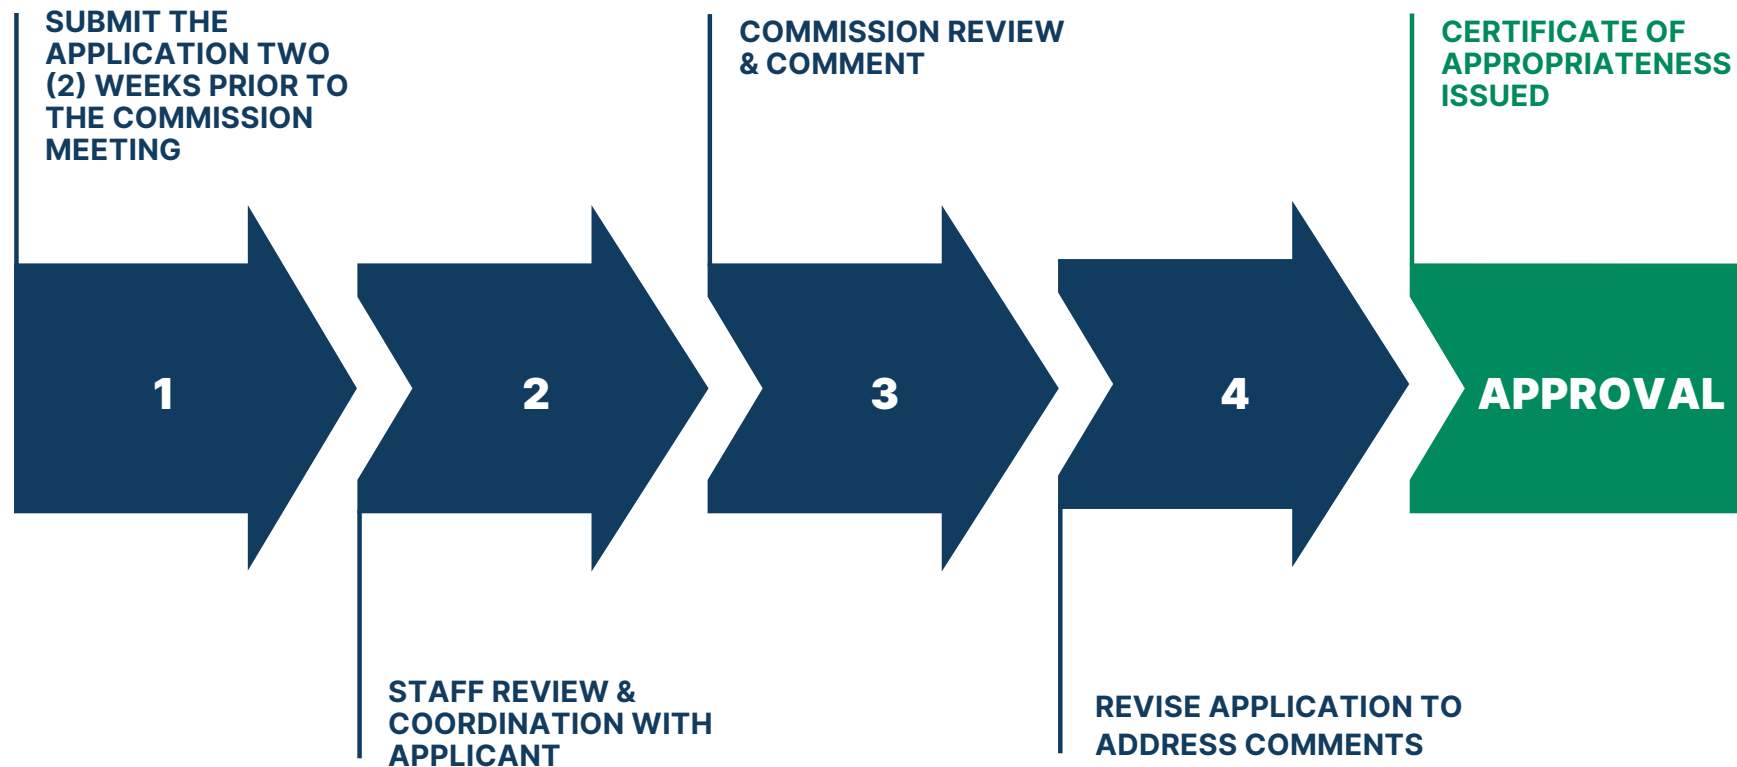 SUBMIT THE
APPLICATION TWO
(2) WEEKS PRIOR TO
THE COMMISSION
MEETING
1
STAFF REVIEW &
COORDINATION WITH
APPLICANT
2
COMMISSION REVIEW
& COMMENT
3
REVISE APPLICATION TO
ADDRESS COMMENTS
4
CERTIFICATE OF
APPROPRIATENESS
ISSUED
APPROVAL